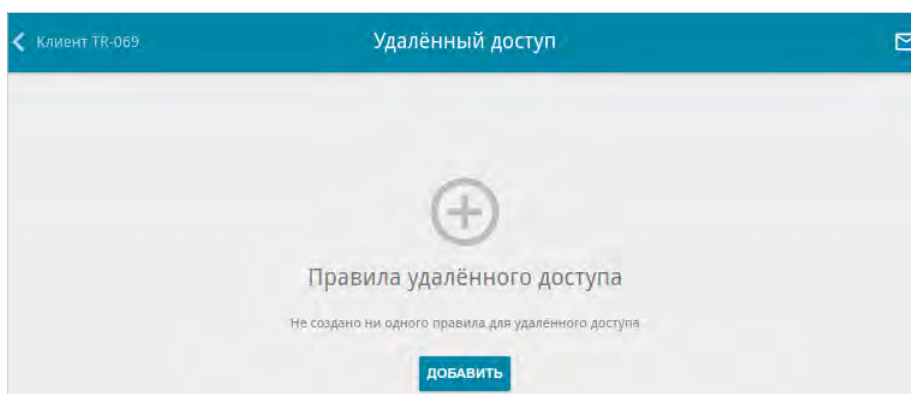 Клиент TR-069
Удалённый доступ
Правила удалённого доступа
Не создано ни одного правила для удалённого доступа
ДОБАВИТЬ